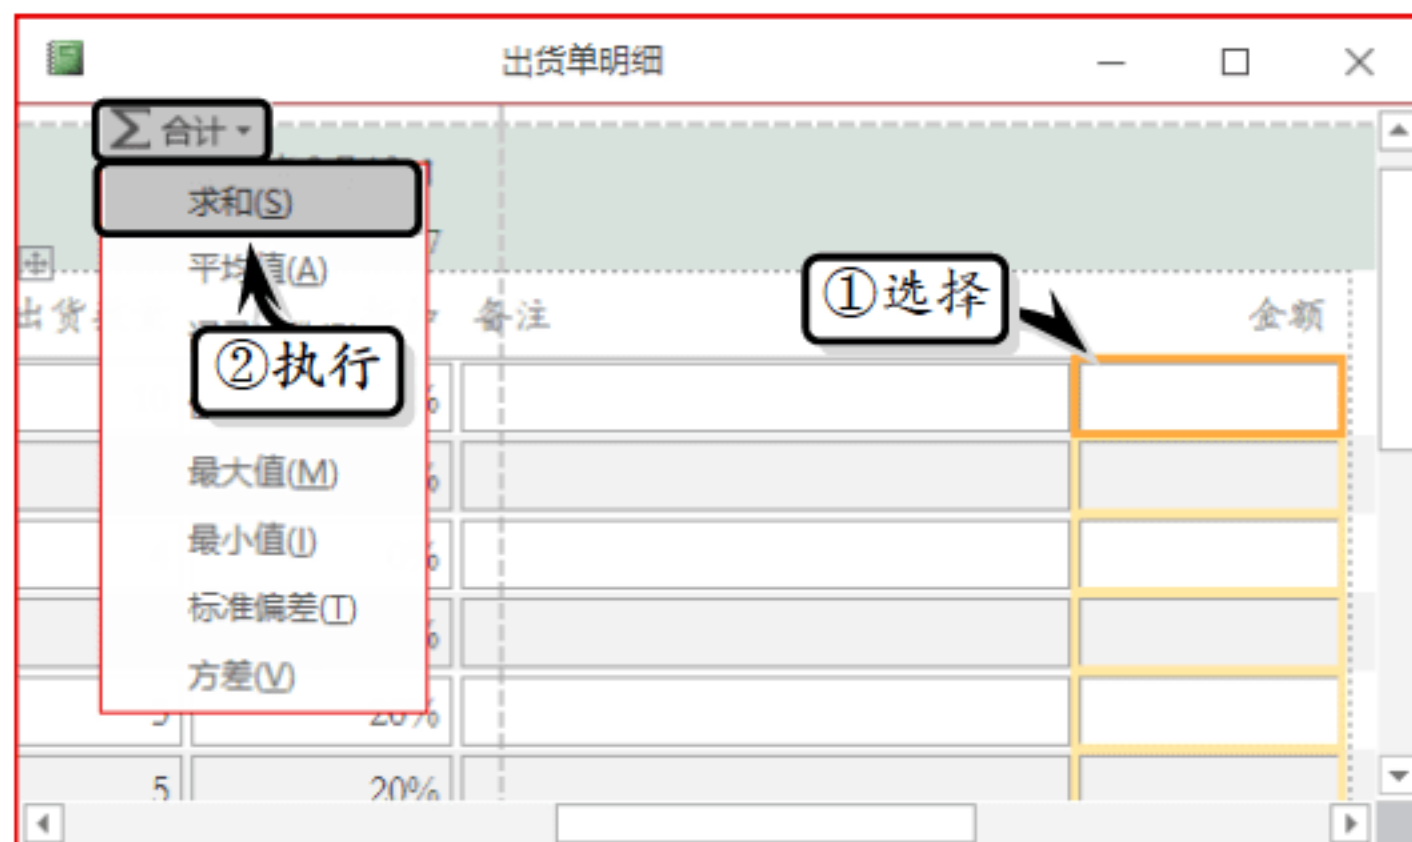 出货单明细
Σ 合计
求和(S)
平均值(A)
出货
备注
①选择
金额
②执行
%
最大值(M)
%
最小值(I)
%
标准偏差(T)
%
方差(V)
5 20%
5 20%